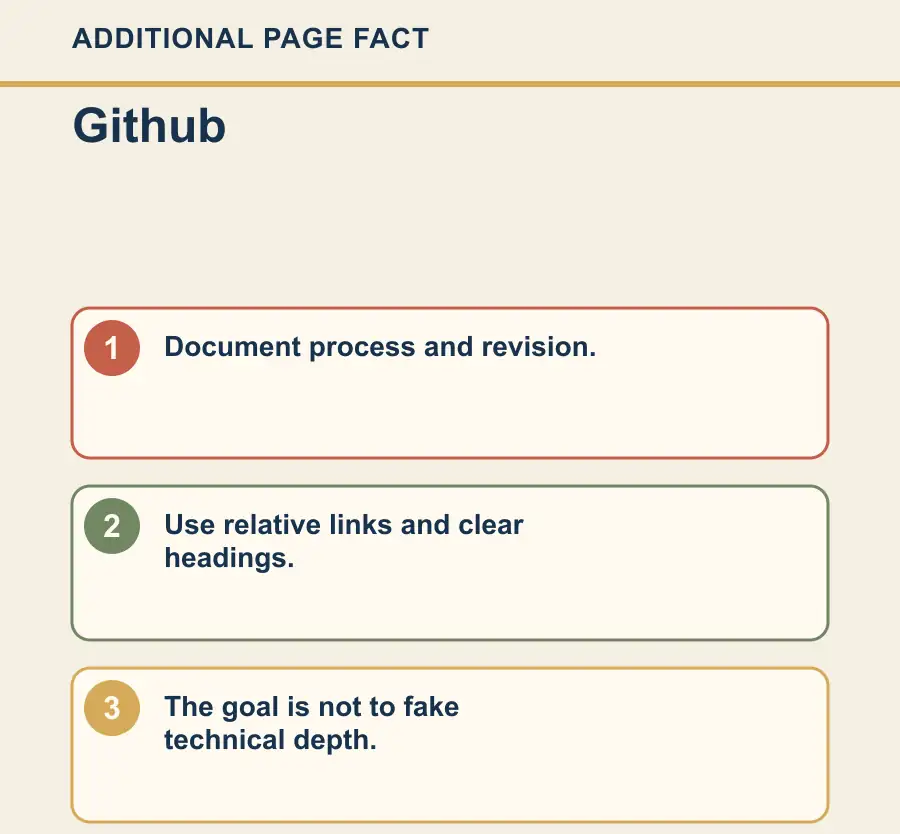 ADDITIONAL PAGE FACT
Github
1
Document process and revision.
2
Use relative links and clear
headings.
3
The goal is not to fake
technical depth.